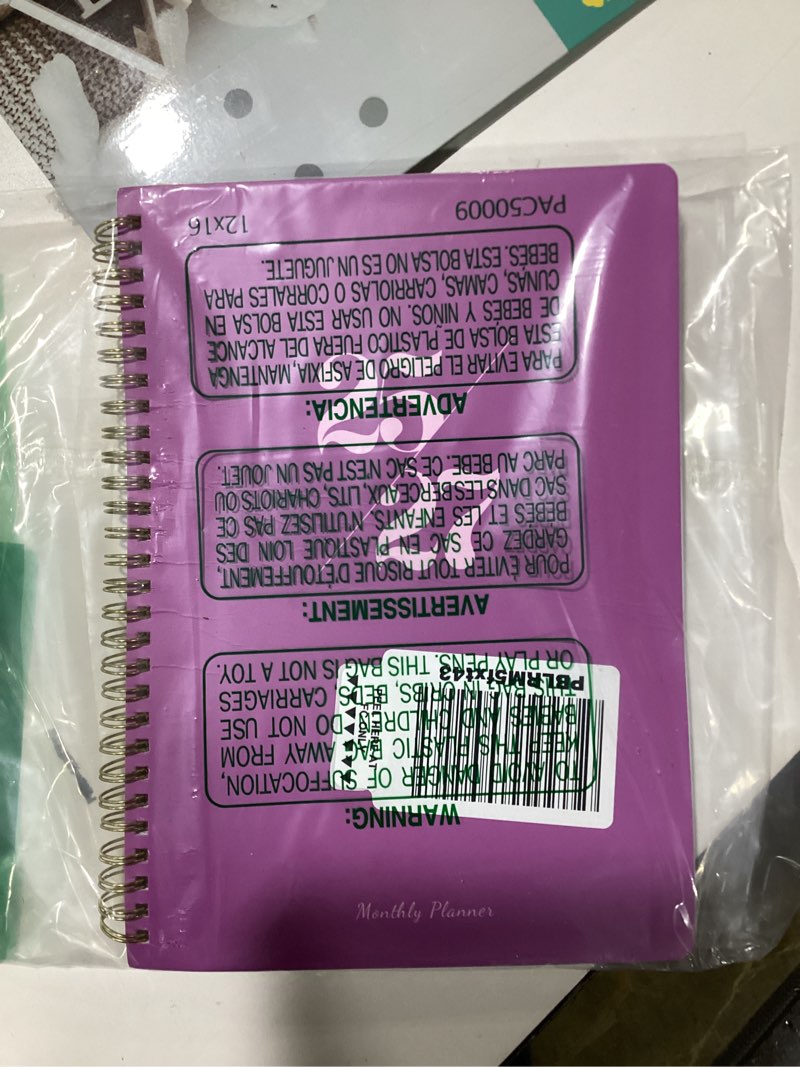 25
27
Monthly Planner
WARNING:
TO AVOID DANGER OF SUFFOCATION,
KEEP THIS PLASTIC BAG AWAY FROM
BABIES AND CHILDREN. DO NOT USE
THIS BAG IN CRIBS, BEDS, CARRIAGES
OR PLAY PENS. THIS BAG IS NOT A TOY.
AVERTISSEMENT:
POUR ÉVITER TOUT RISQUE D'ÉTOUFFEMENT,
GARDEZ CE SAC EN PLASTIQUE LOIN DES
BEBES ET LES ENFANTS. N'UTILISEZ PAS CE
SAC DANS LES BERCEAUX, LITS, CHARIOTS OU
PARC AU BEBE. CE SAC N'EST PAS UN JOUET.
ADVERTENCIA:
PARA EVITAR EL PELIGRO DE ASFIXIA, MANTENGA
ESTA BOLSA DE PLASTICO FUERA DEL ALCANCE
DE BEBES Y NINOS. NO USAR ESTA BOLSA EN
CUNAS, CAMAS, CARRIOLAS O CORRALES PARA
BEBES. ESTA BOLSA NO ES UN JUGUETE.
PAC50009 12x16